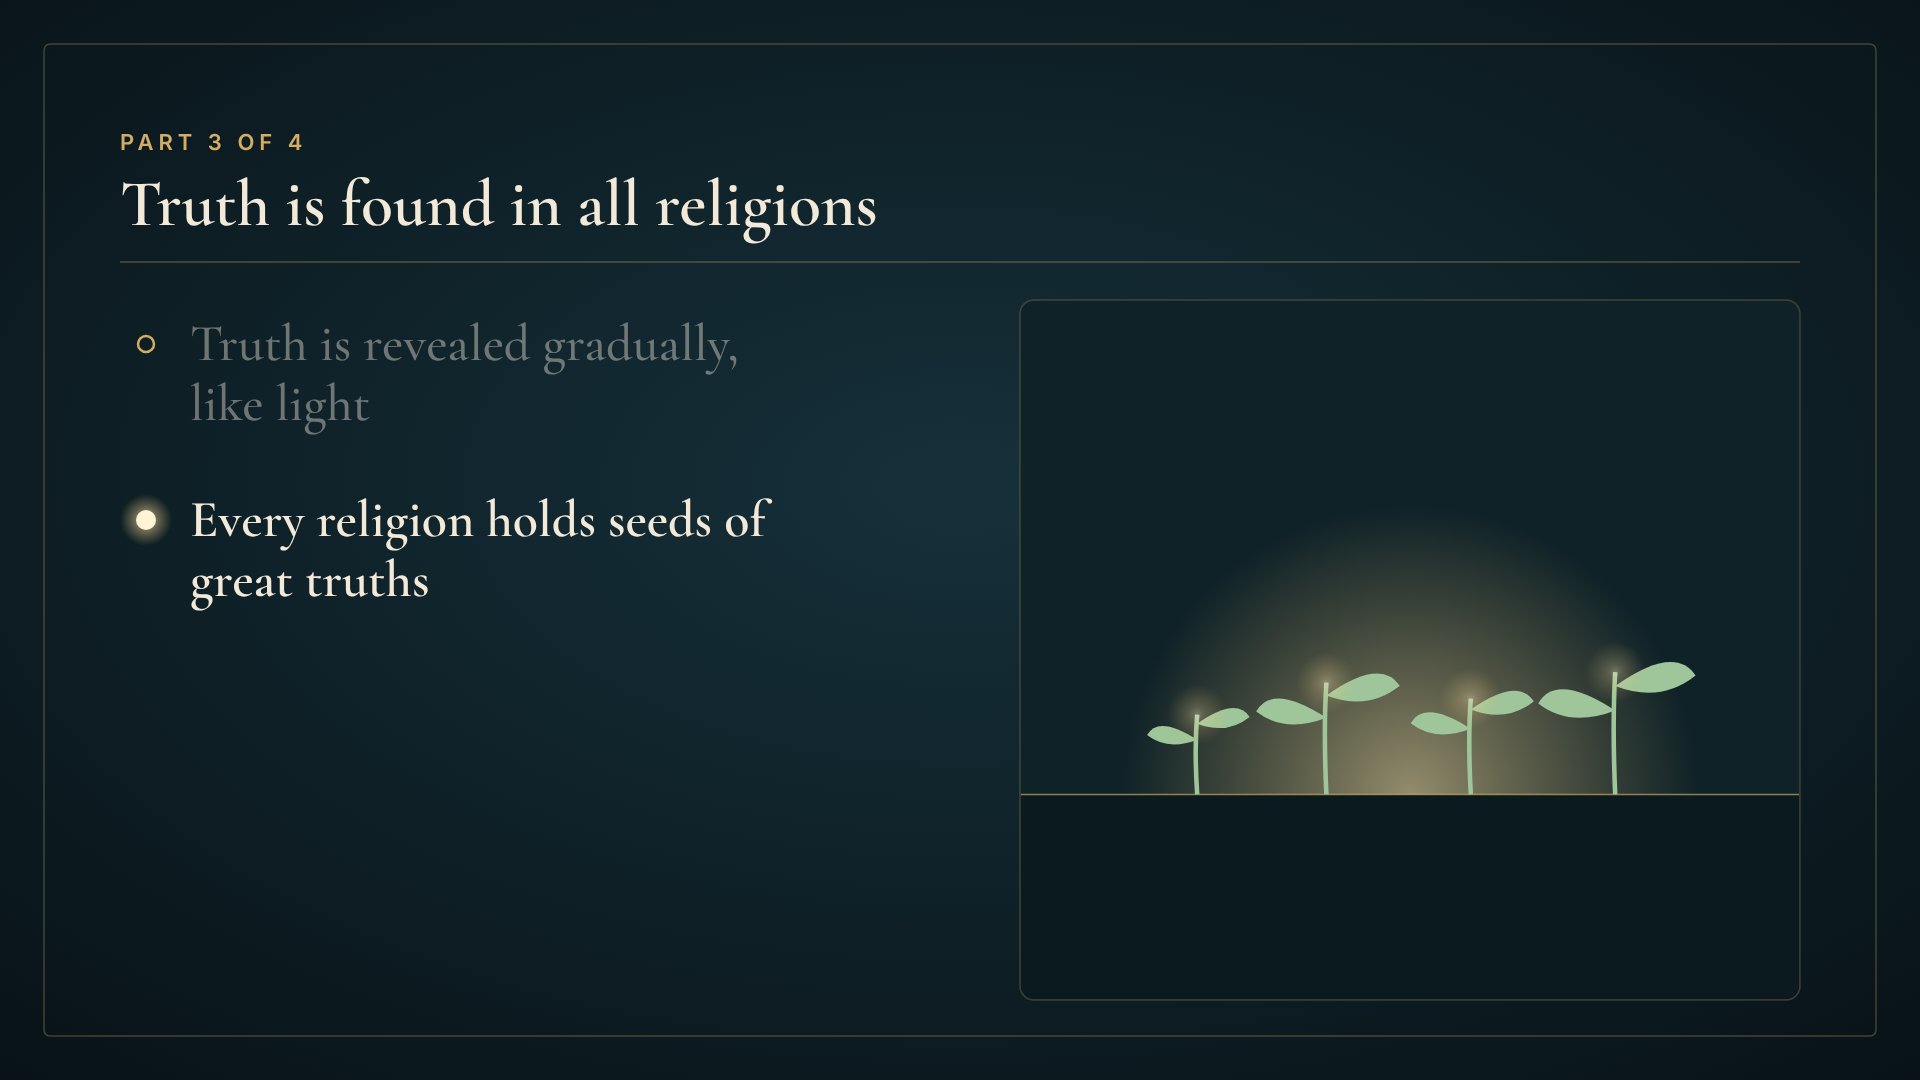 PART 3 OF 4
Truth is found in all religions
Truth is revealed gradually,
like light
Every religion holds seeds of
great truths